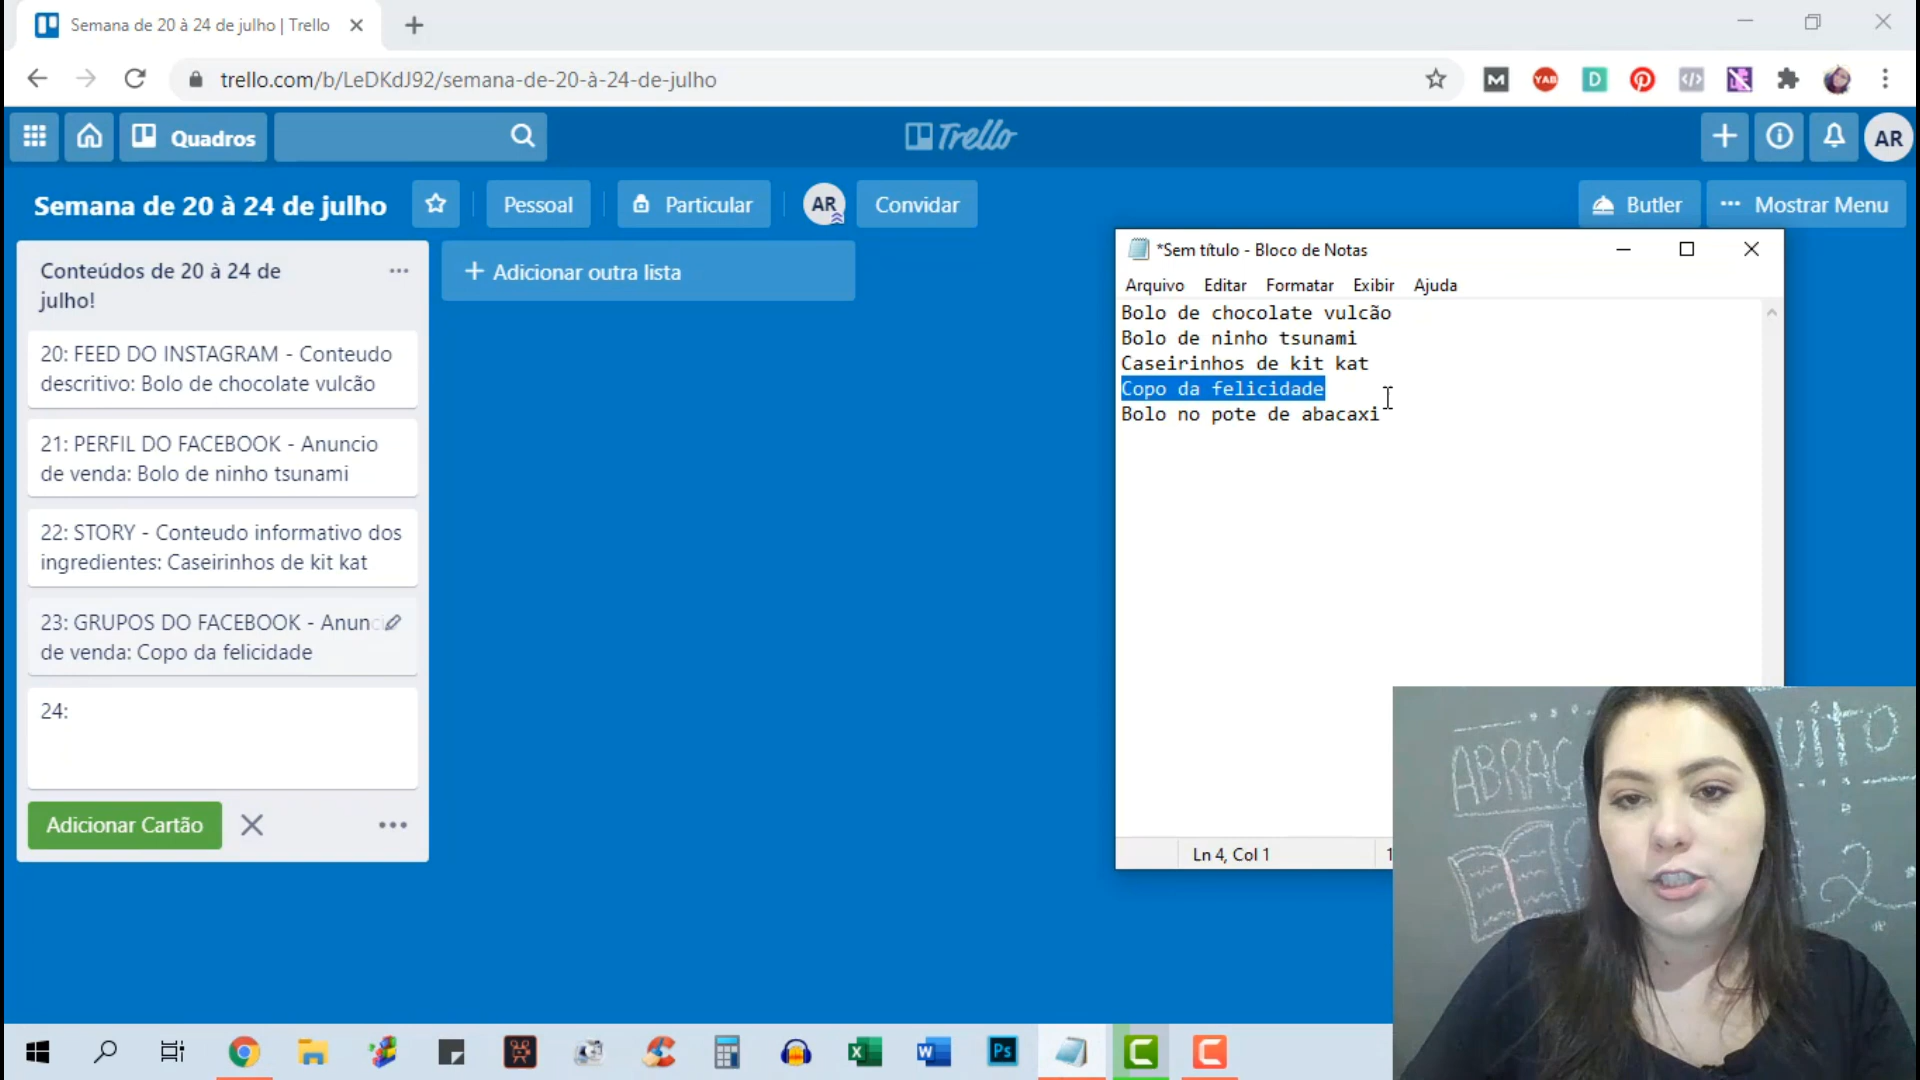 Semana de 20 à 24 de julho | Trello
trello.com/b/LeDKdJ92/semana-de-20-à-24-de-julho
M
YAB
D
Quadros
Trello
AR
Semana de 20 à 24 de julho
Pessoal
Particular
AR
Convidar
Butler
Mostrar Menu
Conteúdos de 20 à 24 de
julho!
Adicionar outra lista
20: FEED DO INSTAGRAM - Conteudo
descritivo: Bolo de chocolate vulcão
21: PERFIL DO FACEBOOK - Anuncio
de venda: Bolo de ninho tsunami
22: STORY - Conteudo informativo dos
ingredientes: Caseirinhos de kit kat
23: GRUPOS DO FACEBOOK - Anuncio
de venda: Copo da felicidade
24:
Adicionar Cartão
*Sem título - Bloco de Notas
Arquivo Editar Formatar Exibir Ajuda
Bolo de chocolate vulcão
Bolo de ninho tsunami
Caseirinhos de kit kat
Copo da felicidade
Bolo no pote de abacaxi
Ln 4, Col 1
1
Ps